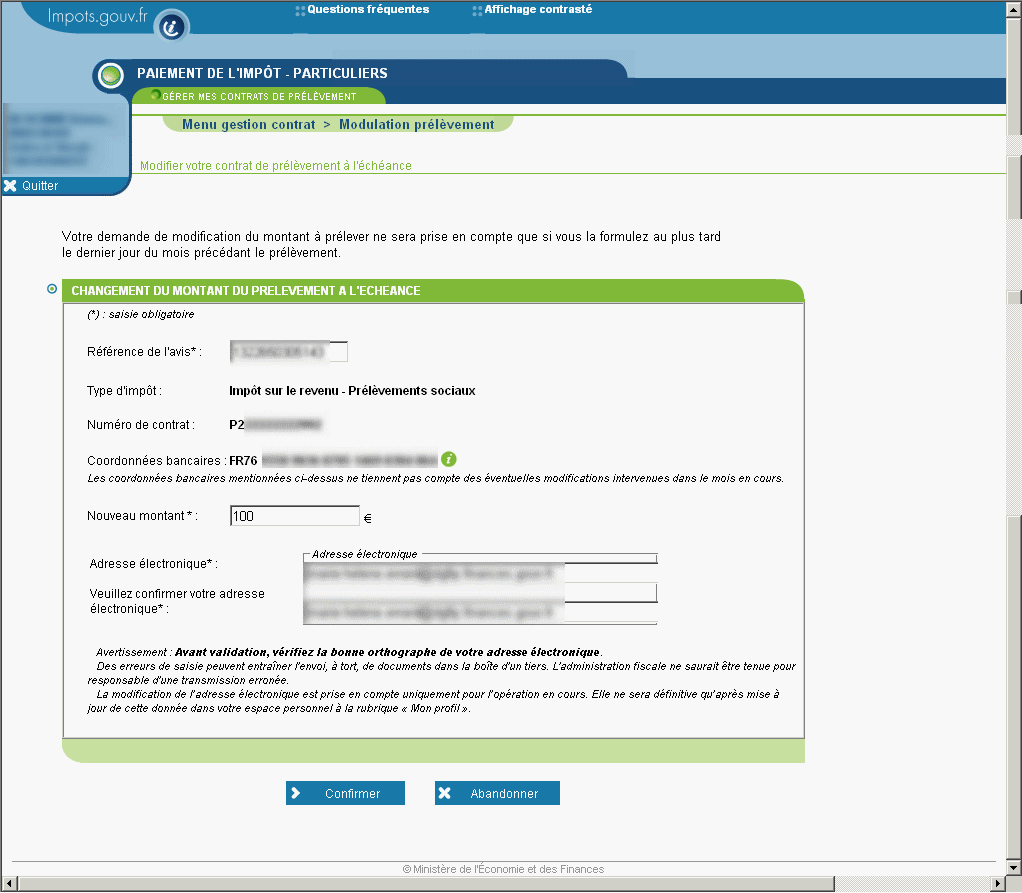 Impots.gouv.fr
Questions fréquentes
Affichage contrasté
PAIEMENT DE L'IMPÔT - PARTICULIERS
GÉRER MES CONTRATS DE PRÉLÈVEMENT
Menu gestion contrat > Modulation prélèvement
Modifier votre contrat de prélèvement à l'échéance
Quitter
Votre demande de modification du montant à prélever ne sera prise en compte que si vous la formulez au plus tard
le dernier jour du mois précédant le prélèvement.
CHANGEMENT DU MONTANT DU PRELEVEMENT A L'ECHEANCE
(*) : saisie obligatoire
Référence de l'avis* :
Type d'impôt : Impôt sur le revenu - Prélèvements sociaux
Numéro de contrat : P2
Coordonnées bancaires : FR76
Les coordonnées bancaires mentionnées ci-dessus ne tiennent pas compte des éventuelles modifications intervenues dans le mois en cours.
Nouveau montant * : 100 €
Adresse électronique
Adresse électronique* :
Veuillez confirmer votre adresse
électronique* :
Avertissement : Avant validation, vérifiez la bonne orthographe de votre adresse électronique.
Des erreurs de saisie peuvent entraîner l'envoi, à tort, de documents dans la boîte d'un tiers. L'administration fiscale ne saurait être tenue pour
responsable d'une transmission erronée.
La modification de l'adresse électronique est prise en compte uniquement pour l'opération en cours. Elle ne sera définitive qu'après mise à
jour de cette donnée dans votre espace personnel à la rubrique « Mon profil ».
Confirmer
Abandonner
© Ministère de l'Économie et des Finances